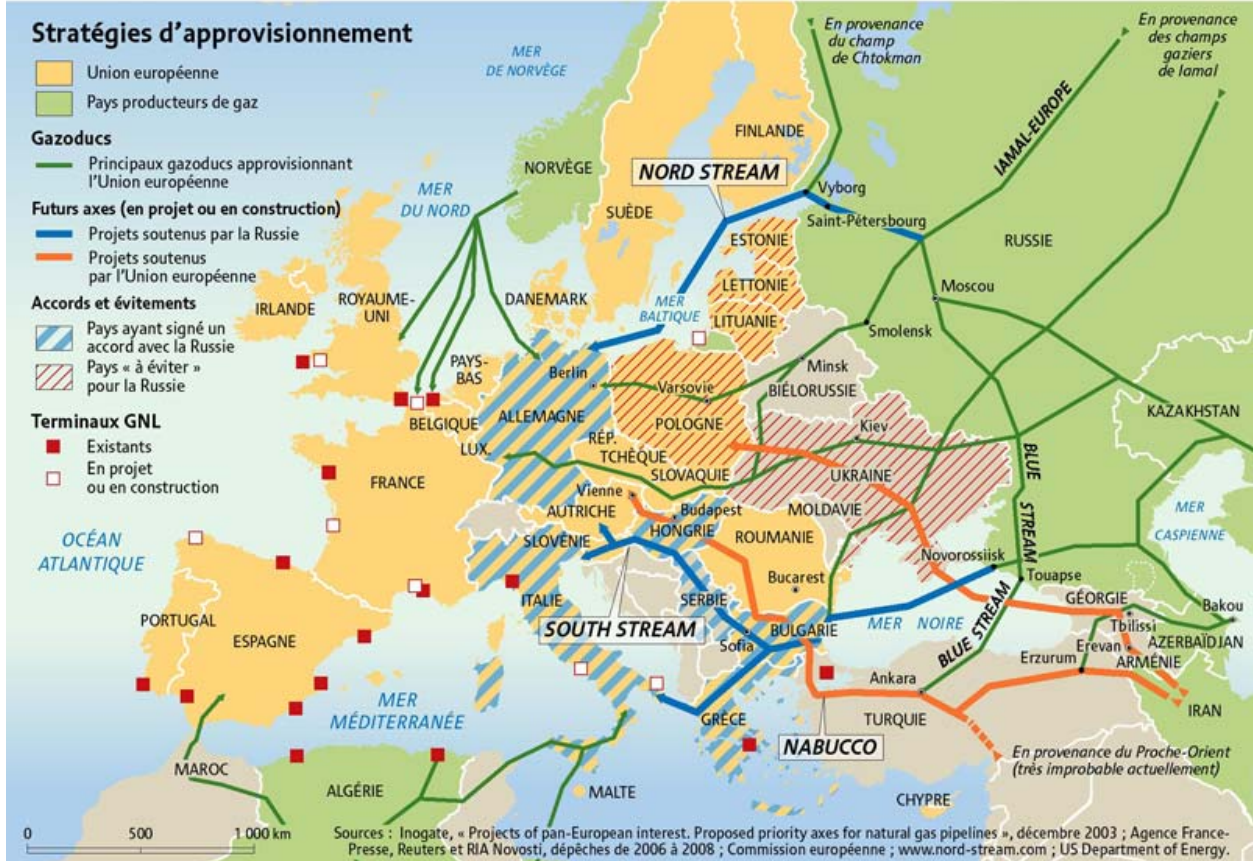 Stratégies d'approvisionnement
Union européenne
Pays producteurs de gaz
Gazoducs
Principaux gazoducs approvisionnant
l'Union européenne
Futurs axes (en projet ou en construction)
Projets soutenus par la Russie
Projets soutenus
par l'Union européenne
Accords et évitements
Pays ayant signé un
accord avec la Russie
Pays « à éviter »
pour la Russie
Terminaux GNL
Existants
En projet
ou en construction
MER
DE NORVÈGE
En provenance
du champ
de Chtokman
En provenance
des champs
gaziers
de Iamal
FINLANDE
NORVÈGE
NORD STREAM
IAMAL-EUROPE
MER
DU NORD
SUÈDE
Vyborg
Saint-Pétersbourg
ESTONIE
RUSSIE
LETTONIE
Moscou
IRLANDE
ROYAUME-
UNI
DANEMARK
MER
BALTIQUE
LITUANIE
Smolensk
PAYS-
BAS
Berlin
Minsk
BIÉLORUSSIE
Varsovie
BELGIQUE
ALLEMAGNE
POLOGNE
KAZAKHSTAN
LUX.
RÉP.
TCHÈQUE
Kiev
SLOVAQUIE
UKRAINE
BLUE
STREAM
FRANCE
Vienne
AUTRICHE
Budapest
HONGRIE
MOLDAVIE
MER
CASPIENNE
OCÉAN
ATLANTIQUE
SLOVÉNIE
ROUMANIE
Novorossiisk
Bucarest
Touapse
ITALIE
SERBIE
GÉORGIE
Bakou
PORTUGAL
ESPAGNE
SOUTH STREAM
BULGARIE
MER NOIRE
BLUE STREAM
Tbilissi
Sofia
Erevan
AZERBAÏDJAN
Erzurum
ARMÉNIE
Ankara
MER
MÉDITERRANÉE
GRÈCE
TURQUIE
IRAN
NABUCCO
En provenance du Proche-Orient
(très improbable actuellement)
MAROC
ALGÉRIE
MALTE
CHYPRE
0 500 1 000 km
Sources : Inogate, « Projects of pan-European interest. Proposed priority axes for natural gas pipelines », décembre 2003 ; Agence France-
Presse, Reuters et RIA Novosti, dépêches de 2006 à 2008 ; Commission européenne ; www.nord-stream.com ; US Department of Energy.